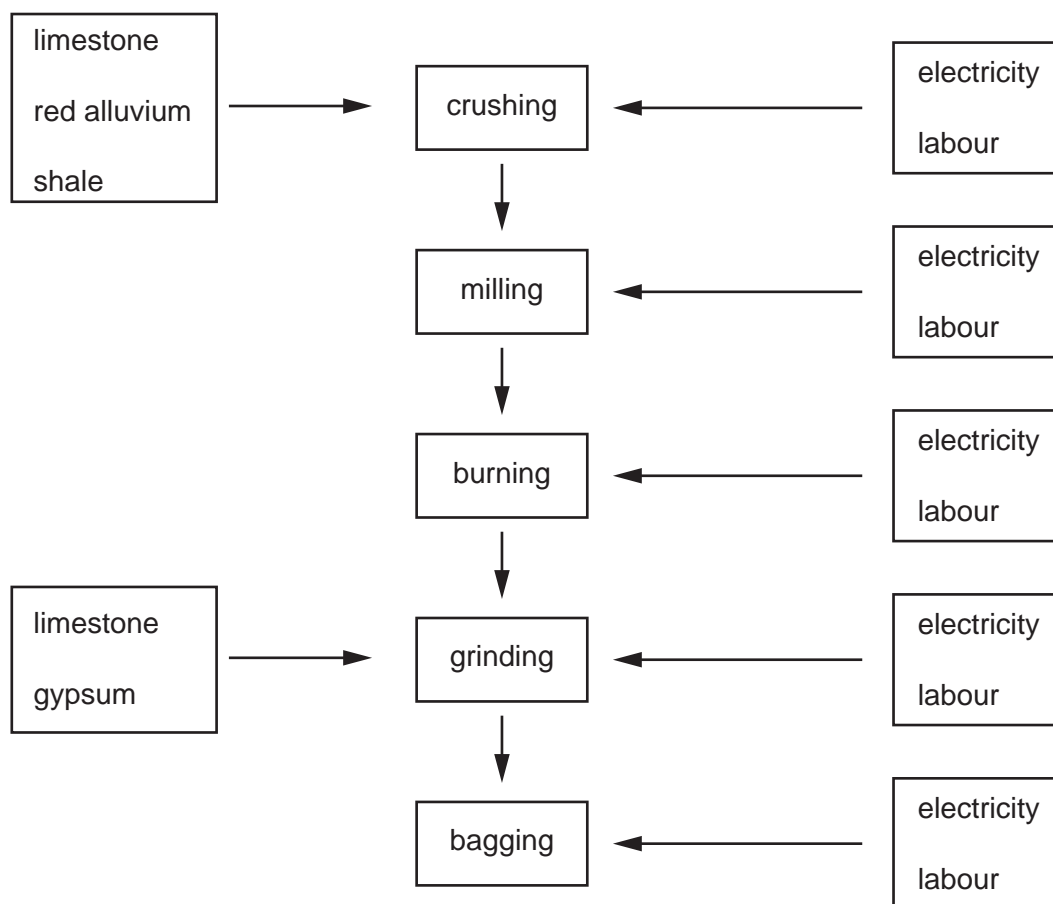 limestone
red alluvium
shale
crushing
electricity
labour
milling
electricity
labour
burning
electricity
labour
limestone
gypsum
grinding
electricity
labour
bagging
electricity
labour